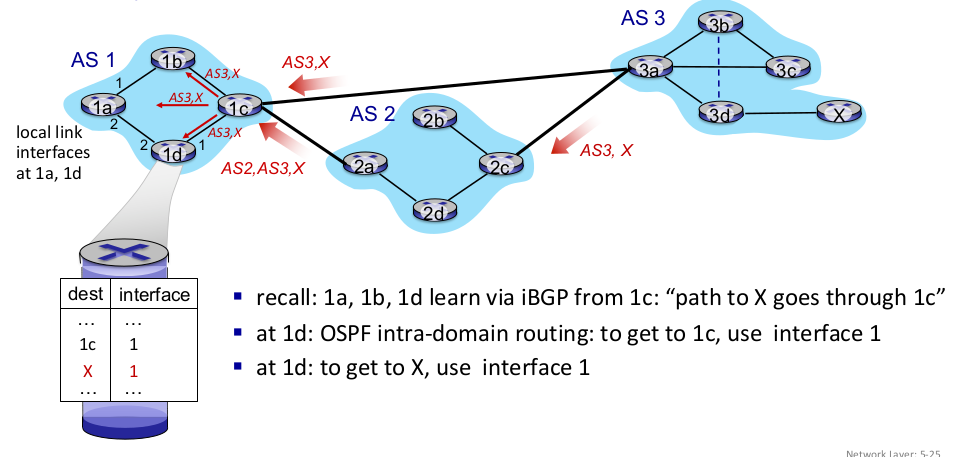 AS 3
3b
AS 1
1b
AS3,X
AS3,X
3a
3c
1
AS3,X
1a
1c
AS 2
2b
3d
X
2
AS3,X
local link
interfaces
at 1a, 1d
2
1d
1
AS2,AS3,X
2a
2c
AS3, X
2d
dest interface
... ...
1c 1
X 1
... ...
▪ recall: 1a, 1b, 1d learn via iBGP from 1c: “path to X goes through 1c”
▪ at 1d: OSPF intra-domain routing: to get to 1c, use interface 1
▪ at 1d: to get to X, use interface 1
Network Layer: 5-25